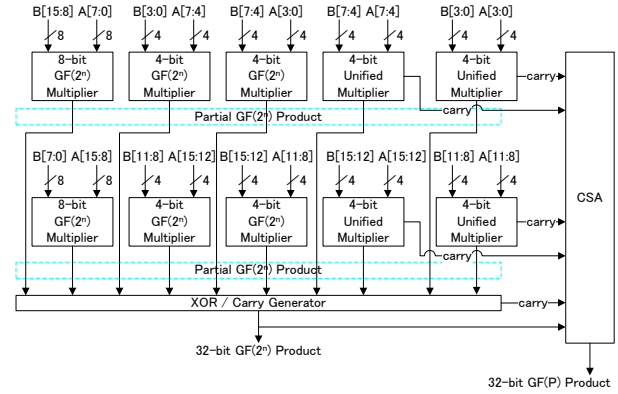 B[15:8] A[7:0] B[3:0] A[7:4] B[7:4] A[3:0] B[7:4] A[7:4] B[3:0] A[3:0]
8 8 4 4 4 4 4 4 4 4
8-bit GF(2ⁿ) Multiplier
4-bit GF(2ⁿ) Multiplier
4-bit GF(2ⁿ) Multiplier
4-bit Unified Multiplier
4-bit Unified Multiplier
carry
carry
Partial GF(2ⁿ) Product
B[7:0] A[15:8] B[11:8] A[15:12] B[15:12] A[11:8] B[15:12] A[15:12] B[11:8] A[11:8]
8 8 4 4 4 4 4 4 4 4
8-bit GF(2ⁿ) Multiplier
4-bit GF(2ⁿ) Multiplier
4-bit GF(2ⁿ) Multiplier
4-bit Unified Multiplier
4-bit Unified Multiplier
carry
carry
Partial GF(2ⁿ) Product
CSA
XOR / Carry Generator
carry
32-bit GF(2ⁿ) Product
32-bit GF(P) Product